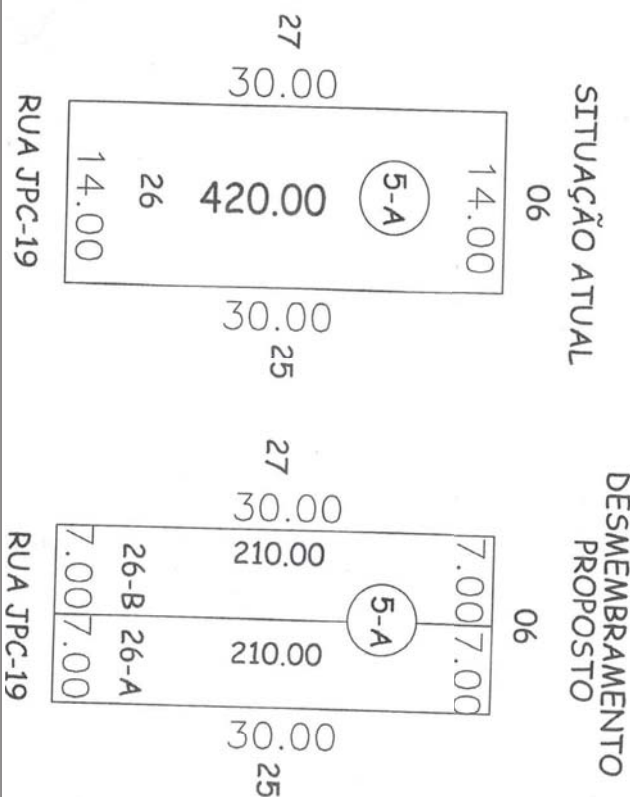 SITUAÇÃO ATUAL
06
14.00
5-A
27
30.00
420.00
30.00
25
26
14.00
RUA JPC-19
DESMEMBRAMENTO
PROPOSTO
06
7.00
7.00
5-A
27
30.00
210.00
210.00
30.00
25
26-B
26-A
7.00
7.00
RUA JPC-19